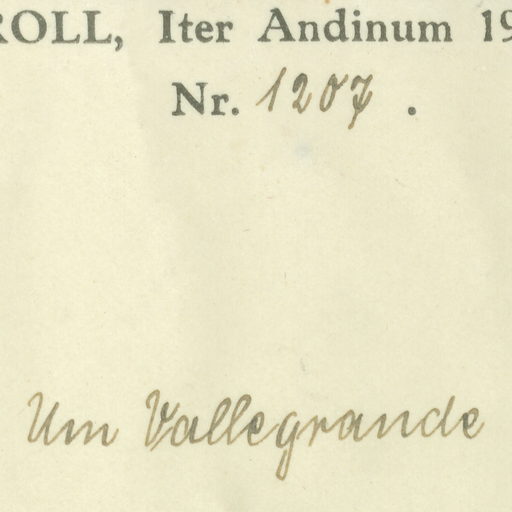 ROLL, Iter Andinum 19
Nr. 1207.
Um Vallegrande